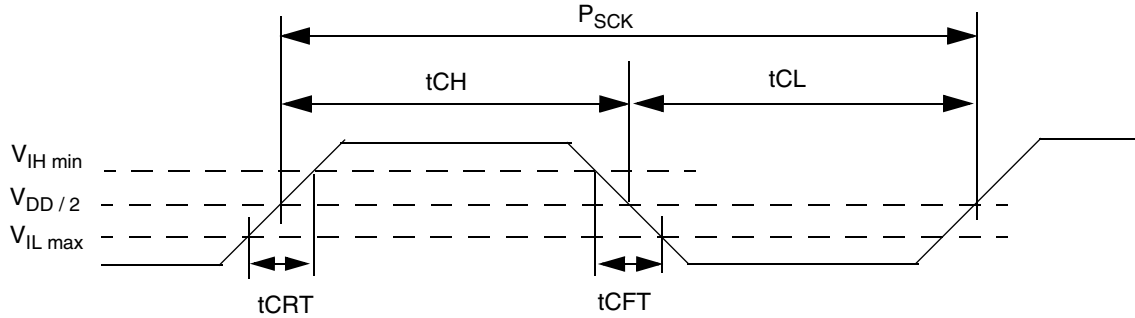 PSCK
tCH
tCL
VIH min
VDD / 2
VIL max
tCRT
tCFT